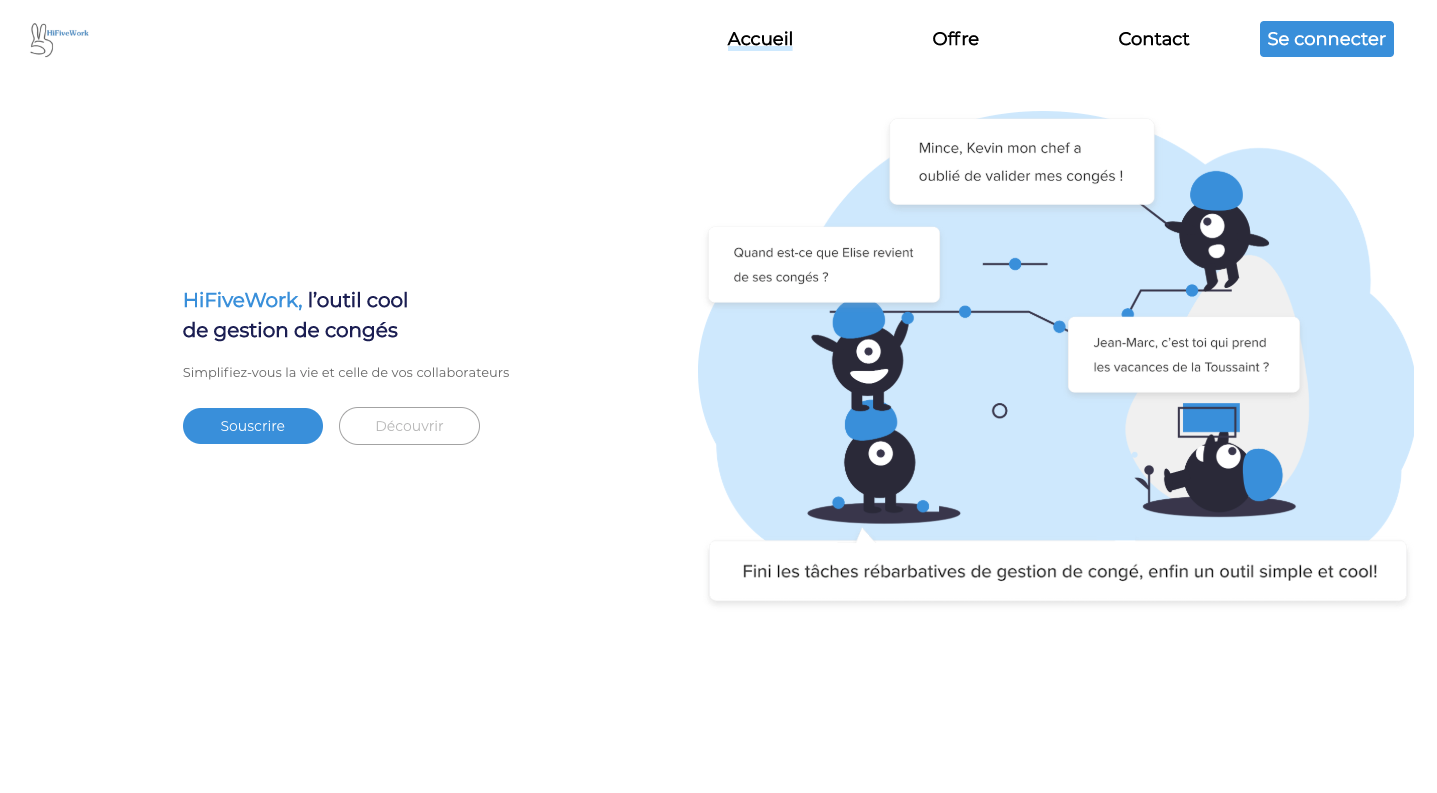 HiFiveWork
Accueil
Offre
Contact
Se connecter
HiFiveWork, l’outil cool
de gestion de congés
Simplifiez-vous la vie et celle de vos collaborateurs
Souscrire
Découvrir
Mince, Kevin mon chef a
oublié de valider mes congés !
Quand est-ce que Elise revient
de ses congés ?
Jean-Marc, c’est toi qui prend
les vacances de la Toussaint ?
Fini les tâches rébarbatives de gestion de congé, enfin un outil simple et cool!